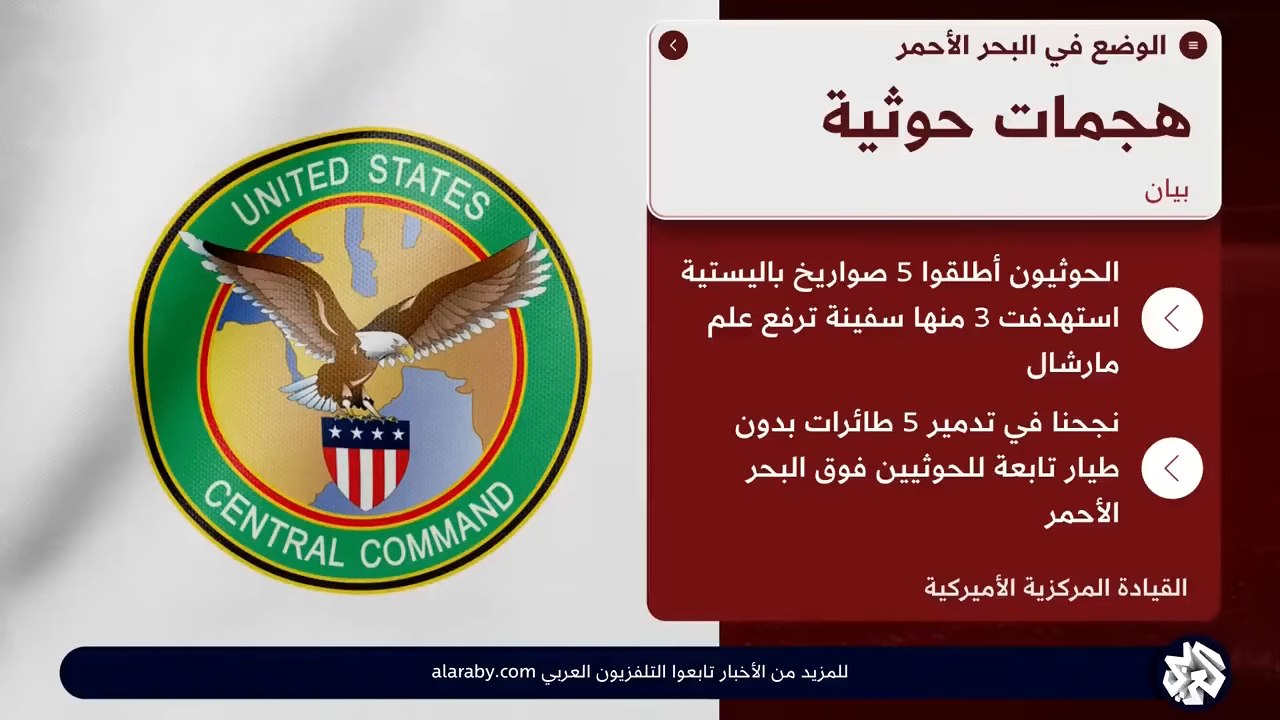 الوضع في البحر الأحمر
هجمات حوثية
بيان
الحوثيون أطلقوا 5 صواريخ باليستية
استهدفت 3 منها سفينة ترفع علم
مارشال
نجحنا في تدمير 5 طائرات بدون
طيار تابعة للحوثيين فوق البحر
الأحمر
القيادة المركزية الأميركية
UNITED STATES
CENTRAL COMMAND
للمزيد من الأخبار تابعوا التلفزيون العربي alaraby.com
العربي